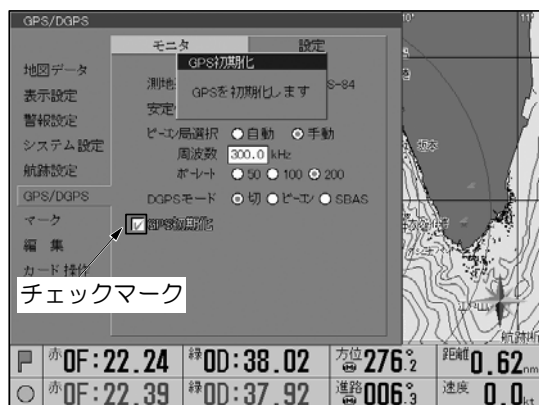 GPS/DGPS
モニタ 設定
GPS初期化
GPSを初期化します
地図データ
表示設定
警報設定
システム設定
航跡設定
GPS/DGPS
マーク
編 集
カード操作
測地 S-84
安定
ビーコン局選択 自動 手動
周波数 300.0 kHz
ボーレート 50 100 200
DGPSモード 切 ビーコン SBAS
GPS初期化
チェックマーク
10'
11'
航跡断
赤 0F:22.24 緑 0D:38.02 方位 276.2 距離 0.62 nm
赤 0F:22.39 緑 0D:37.92 進路 006.3 速度 0.0 kt